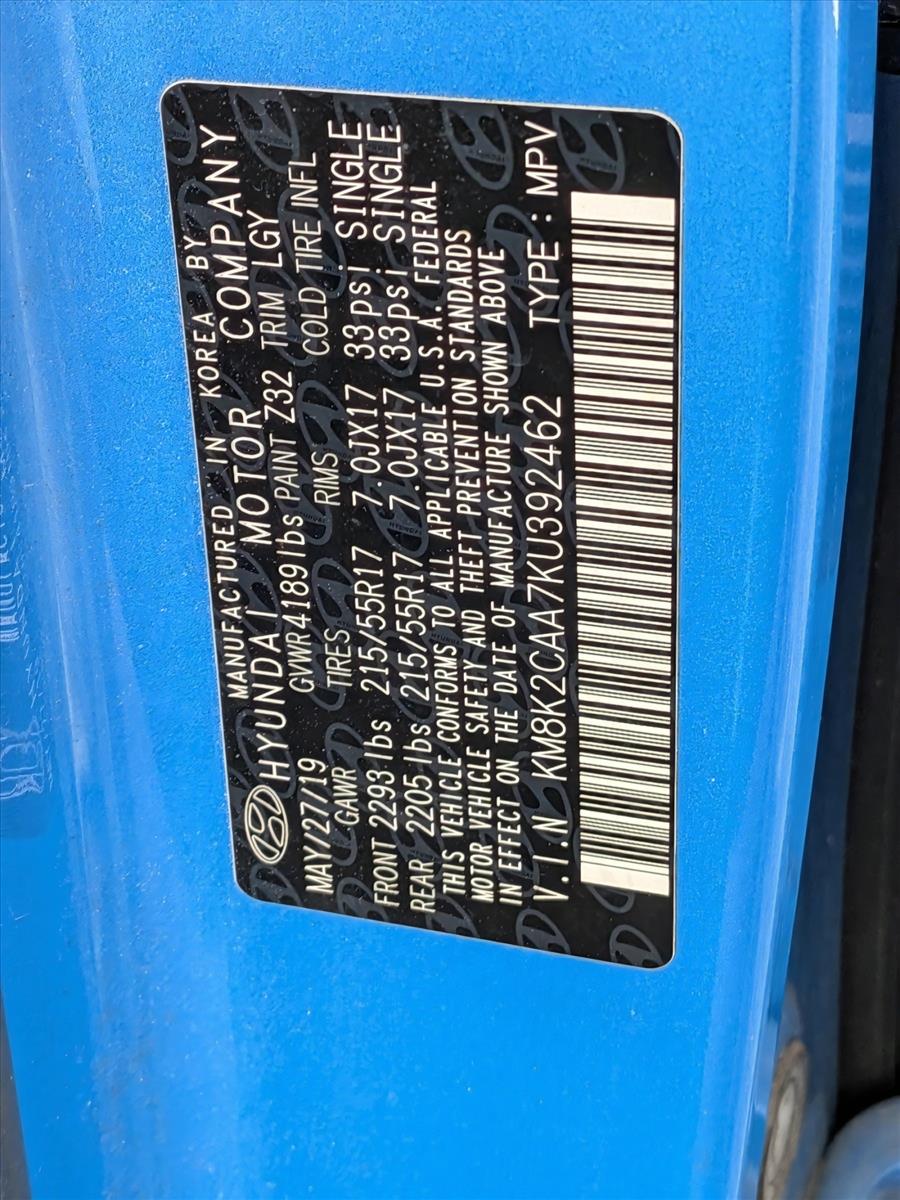 MANUFACTURED IN KOREA BY
HYUNDAI MOTOR COMPANY
MAY/27/19 GVWR4189lbs PAINT Z32 TRIM LGY
GAWR TIRES RIMS COLD TIRE INFL
FRONT 2293 lbs 215/55R17 7.0JX17 33psi SINGLE
REAR 2205 lbs 215/55R17 7.0JX17 33psi SINGLE
THIS VEHICLE CONFORMS TO ALL APPLICABLE U.S.A.FEDERAL
MOTOR VEHICLE SAFETY AND THEFT PREVENTION STANDARDS
IN EFFECT ON THE DATE OF MANUFACTURE SHOWN ABOVE
V.I.N KM8K2CAA7KU392462 TYPE : MPV